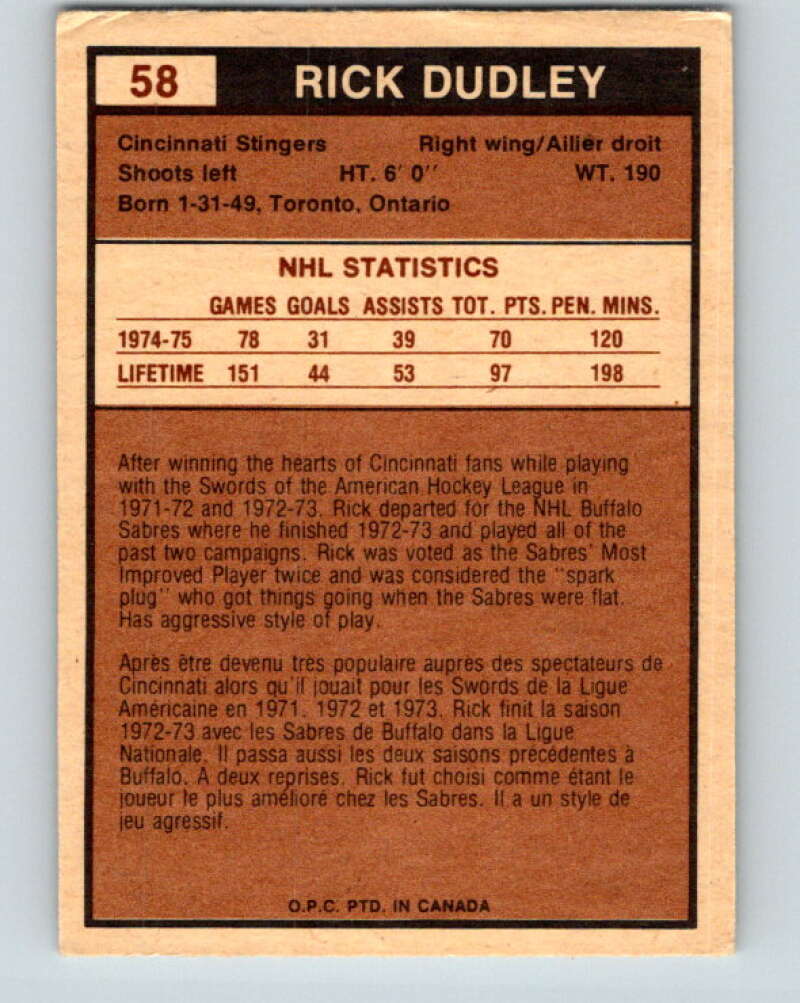 58 RICK DUDLEY
Cincinnati Stingers Right wing/Ailier droit
Shoots left HT. 6' 0'' WT. 190
Born 1-31-49, Toronto, Ontario
NHL STATISTICS
GAMES GOALS ASSISTS TOT. PTS. PEN. MINS.
1974-75 78 31 39 70 120
LIFETIME 151 44 53 97 198
After winning the hearts of Cincinnati fans while playing
with the Swords of the American Hockey League in
1971-72 and 1972-73. Rick departed for the NHL Buffalo
Sabres where he finished 1972-73 and played all of the
past two campaigns. Rick was voted as the Sabres' Most
Improved Player twice and was considered the "spark
plug" who got things going when the Sabres were flat.
Has aggressive style of play.
Après être devenu très populaire auprès des spectateurs de
Cincinnati alors qu'il jouait pour les Swords de la Ligue
Américaine en 1971, 1972 et 1973, Rick finit la saison
1972-73 avec les Sabres de Buffalo dans la Ligue
Nationale. Il passa aussi les deux saisons précédentes à
Buffalo. A deux reprises, Rick fut choisi comme étant le
joueur le plus amélioré chez les Sabres. Il a un style de
jeu agressif.
O.P.C. PTD. IN CANADA